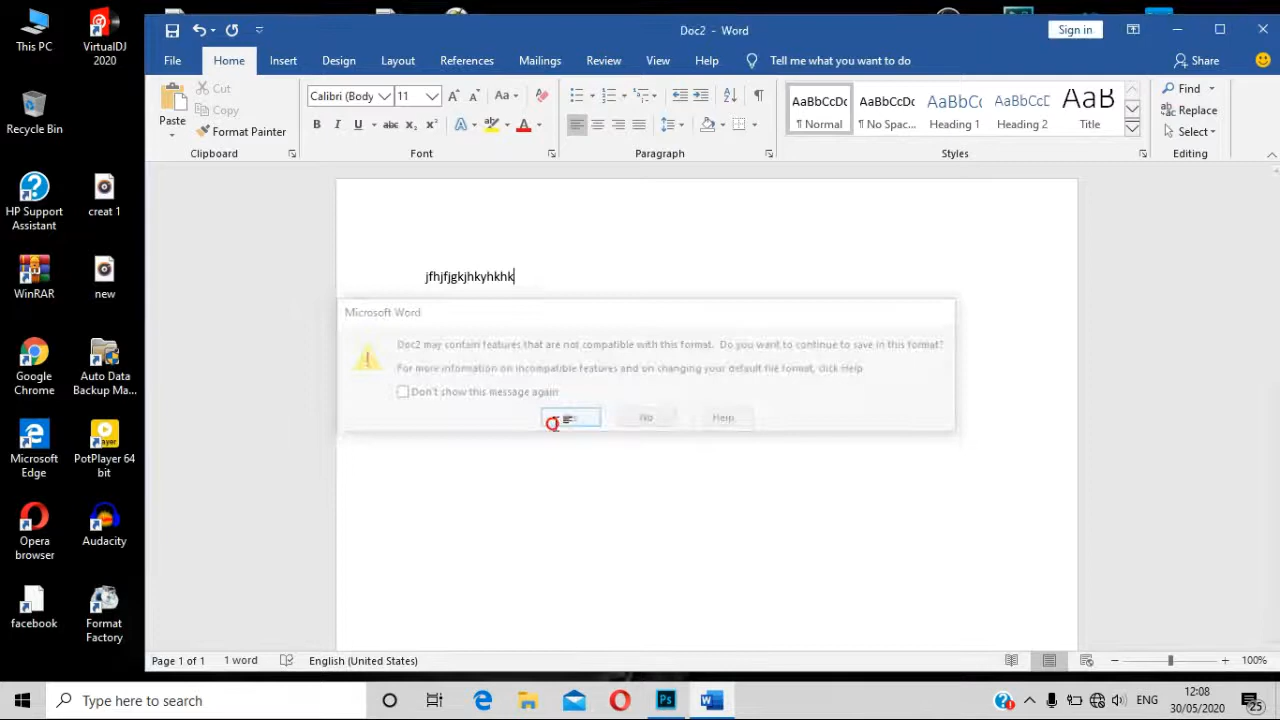 This PC
VirtualDJ
2020
Recycle Bin
HP Support
Assistant
creat 1
WinRAR
new
Google
Chrome
Auto Data
Backup Ma...
Microsoft
Edge
PotPlayer 64
bit
Opera
browser
Audacity
facebook
Format
Factory
Doc2 - Word
Sign in
File
Home
Insert
Design
Layout
References
Mailings
Review
View
Help
Tell me what you want to do
Share
Paste
Cut
Copy
Format Painter
Clipboard
Calibri (Body
11
Font
Paragraph
AaBbCcDc
¶ Normal
AaBbCcDc
¶ No Spac...
AaBbCc
Heading 1
AaBbCcC
Heading 2
AaB
Title
Styles
Find
Replace
Select
Editing
jfhjfjgkjhkyhkhk
Microsoft Word
Doc2 may contain features that are not compatible with this format. Do you want to continue to save in this format?
For more information on incompatible features and on changing your default file format, click Help
Don't show this message again
No
Help
Page 1 of 1
1 word
English (United States)
100%
Type here to search
ENG
12:08
30/05/2020
25